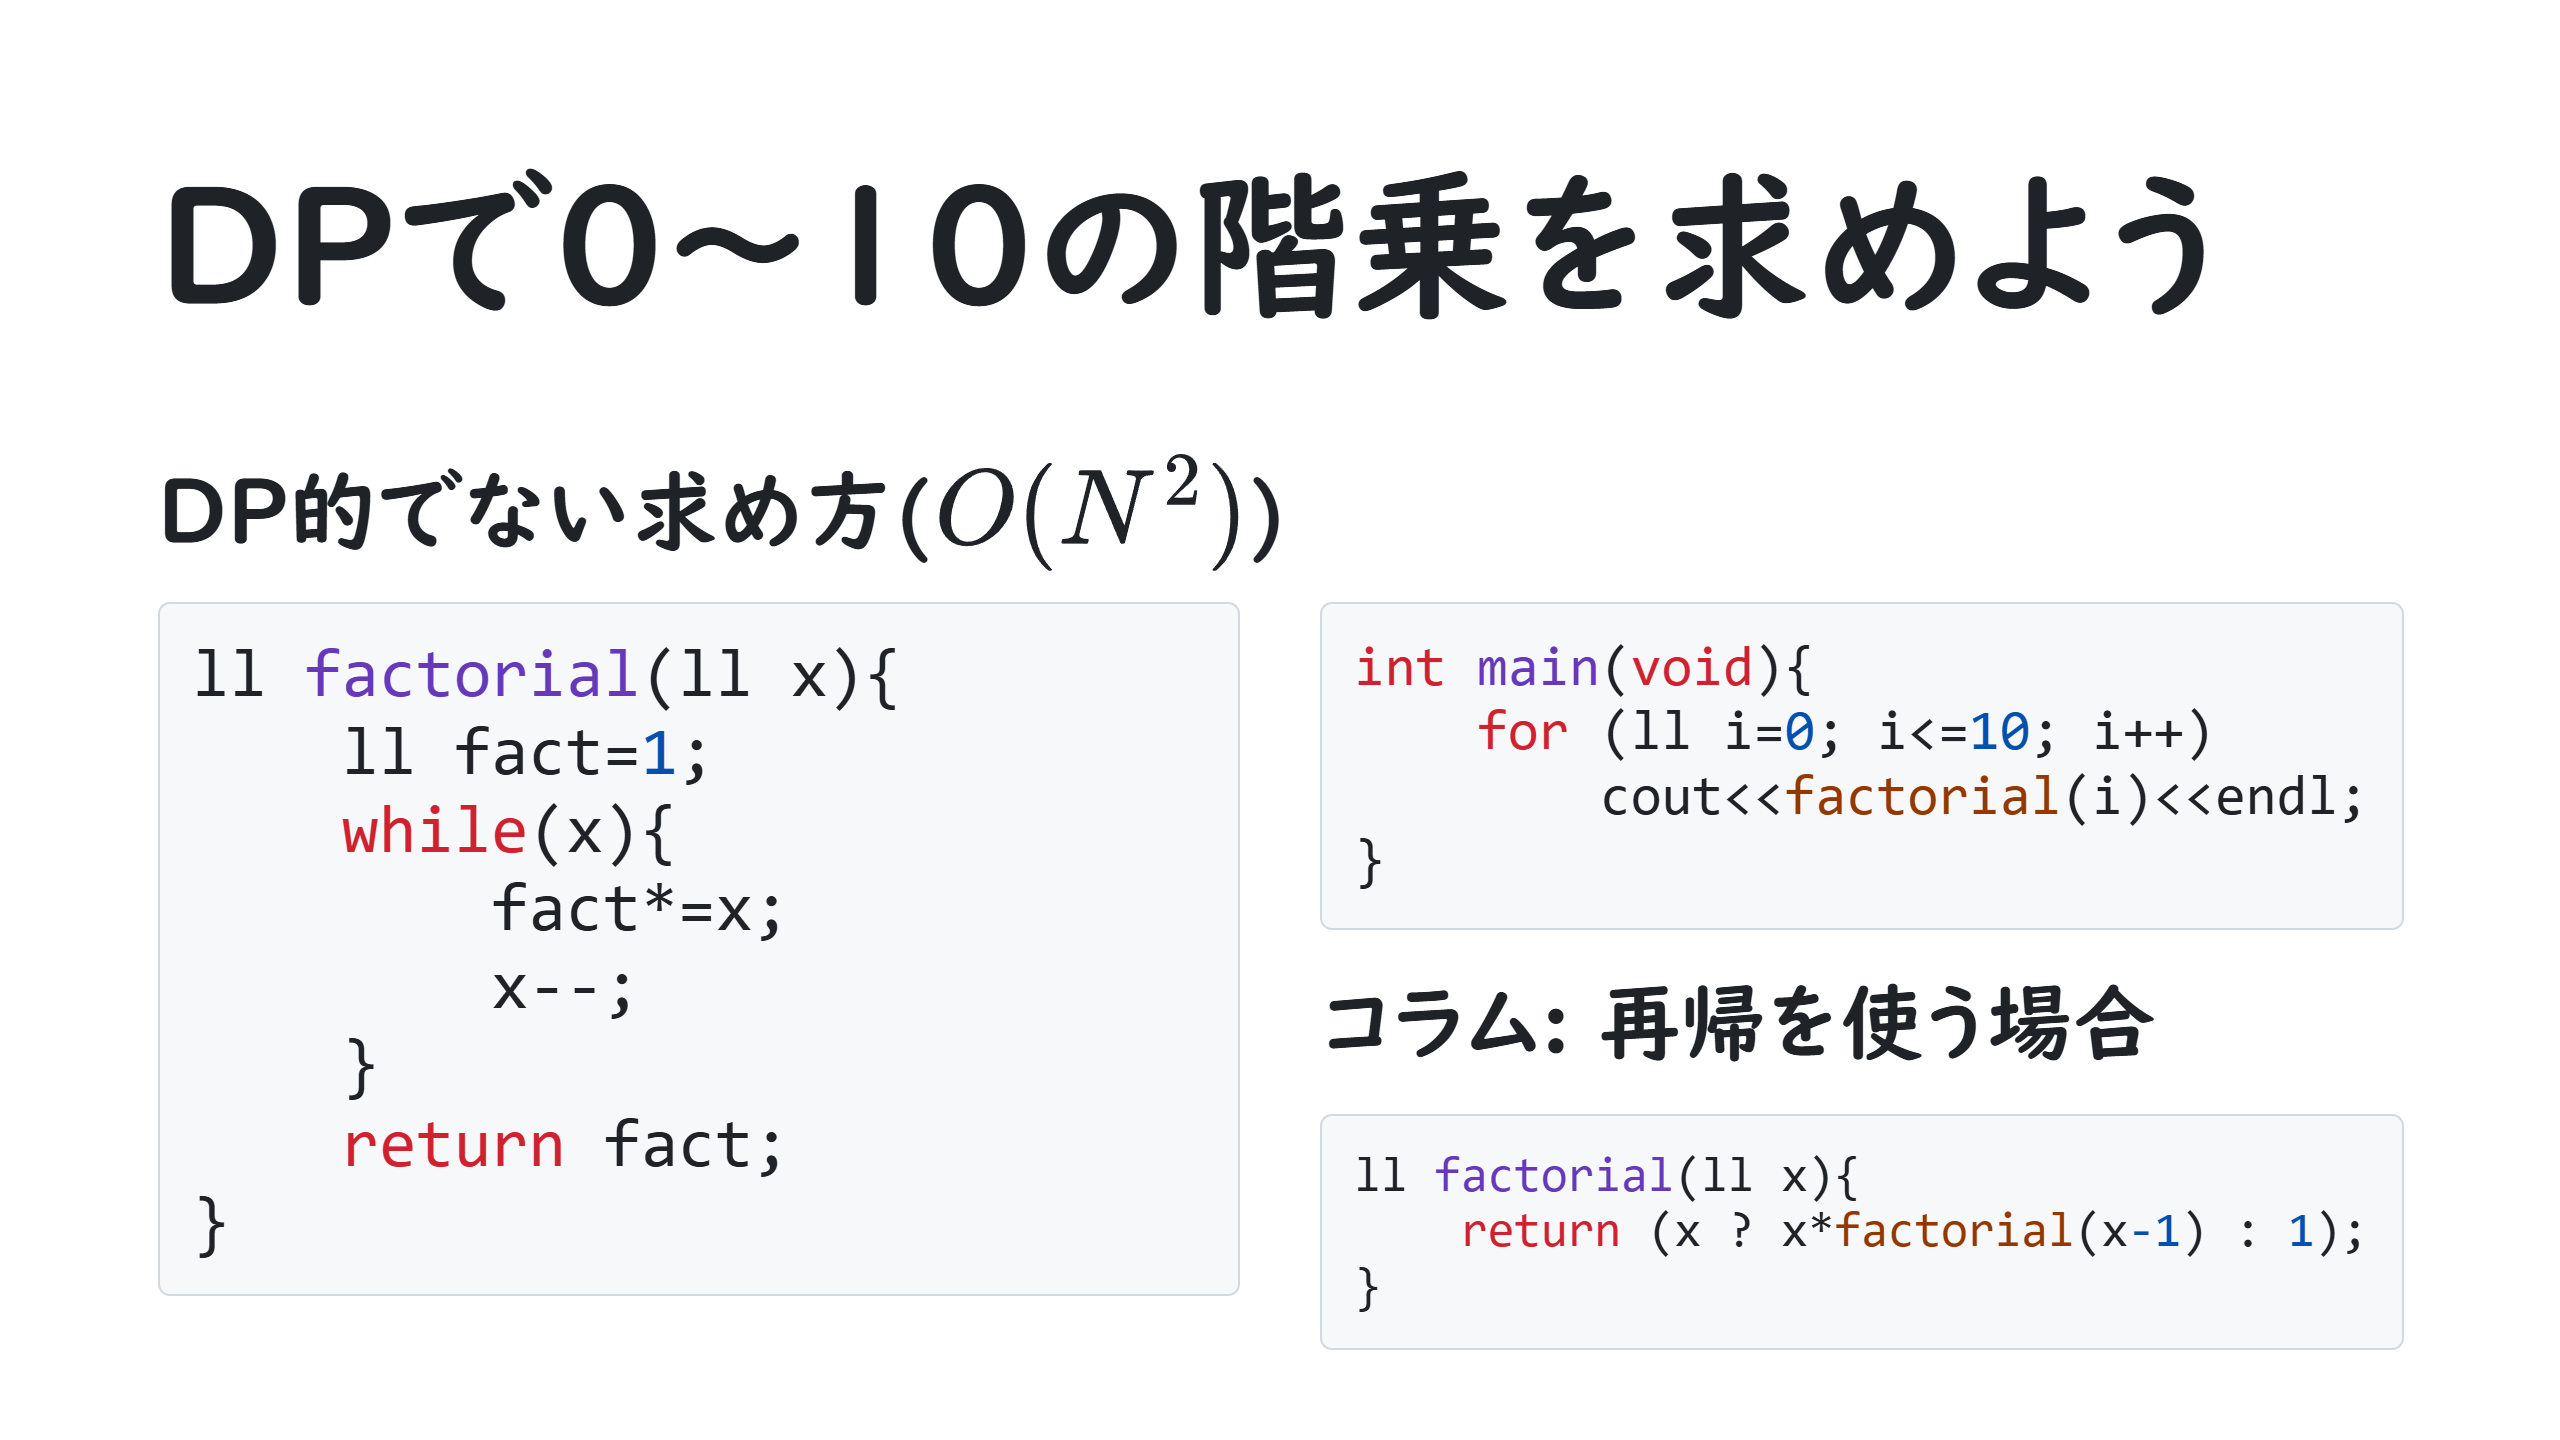 DPで0～10の階乗を求めよう
DP的でない求め方(O(N²))
ll factorial(ll x){
    ll fact=1;
    while(x){
        fact*=x;
        x--;
    }
    return fact;
}
int main(void){
    for (ll i=0; i<=10; i++)
        cout<<factorial(i)<<endl;
}
コラム: 再帰を使う場合
ll factorial(ll x){
    return (x ? x*factorial(x-1) : 1);
}